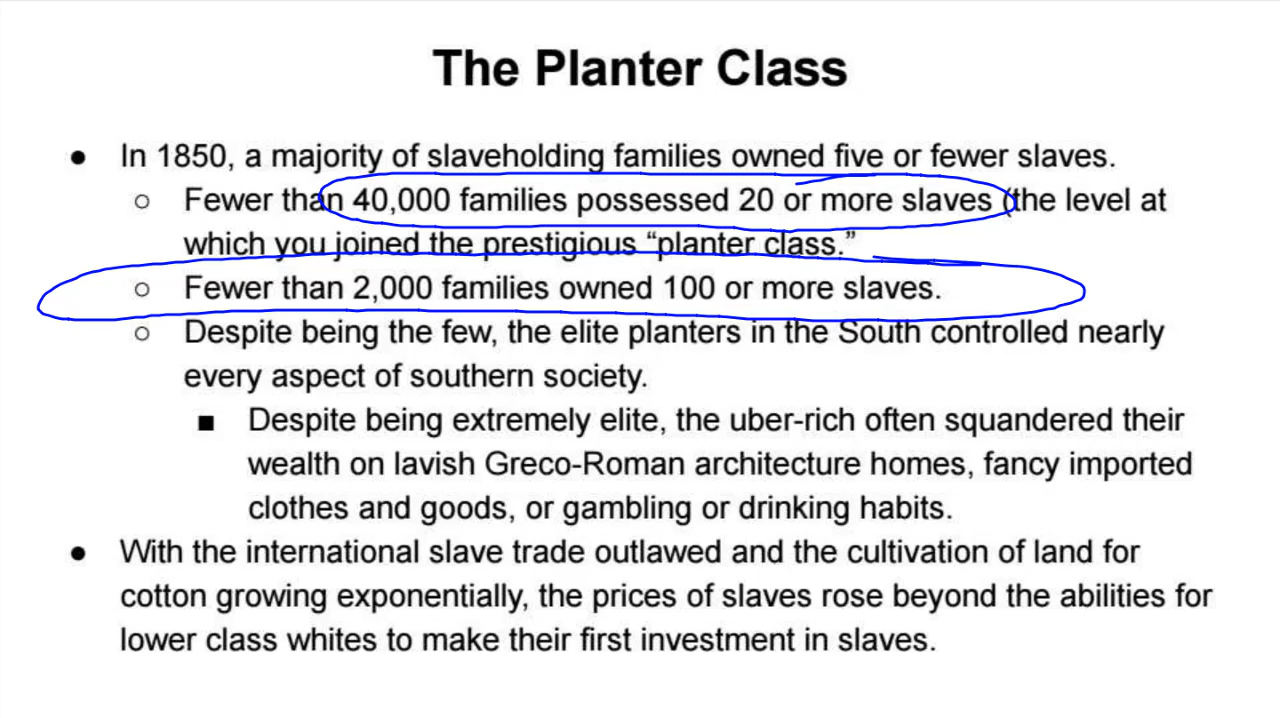 The Planter Class
● In 1850, a majority of slaveholding families owned five or fewer slaves.
○ Fewer than 40,000 families possessed 20 or more slaves (the level at
which you joined the prestigious “planter class.”
○ Fewer than 2,000 families owned 100 or more slaves.
○ Despite being the few, the elite planters in the South controlled nearly
every aspect of southern society.
■ Despite being extremely elite, the uber-rich often squandered their
wealth on lavish Greco-Roman architecture homes, fancy imported
clothes and goods, or gambling or drinking habits.
● With the international slave trade outlawed and the cultivation of land for
cotton growing exponentially, the prices of slaves rose beyond the abilities for
lower class whites to make their first investment in slaves.